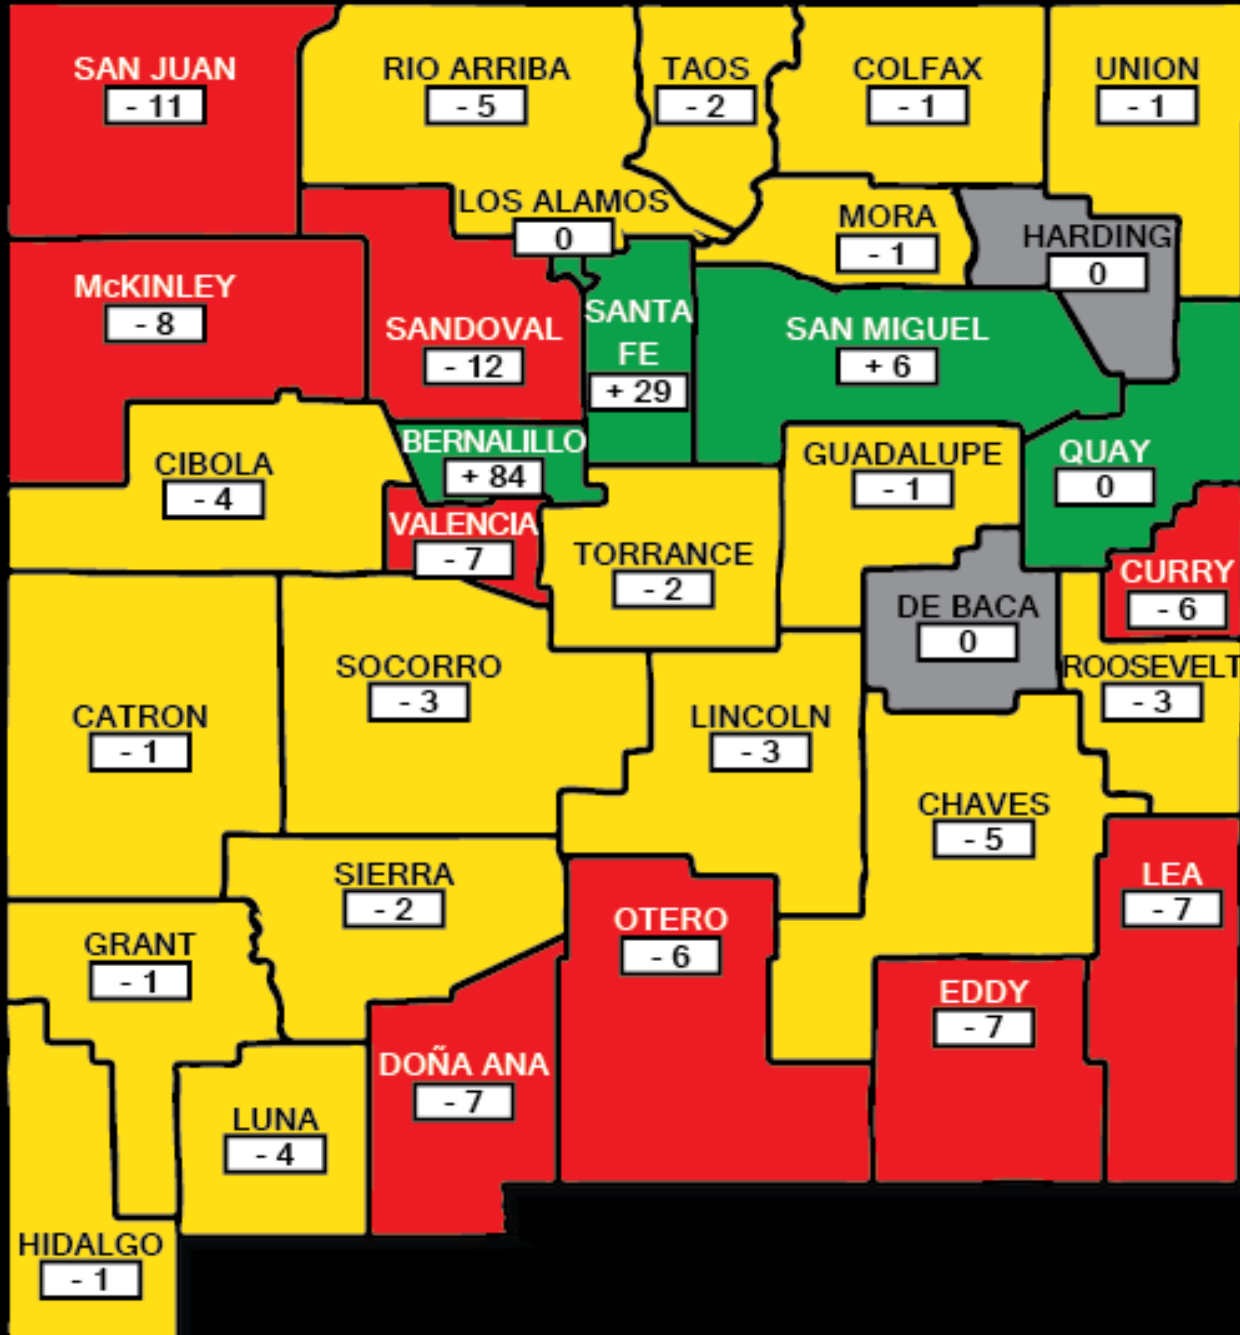 SAN JUAN
- 11
RIO ARRIBA
- 5
TAOS
- 2
COLFAX
- 1
UNION
- 1
LOS ALAMOS
0
MORA
- 1
HARDING
0
McKINLEY
- 8
SANDOVAL
- 12
SANTA
FE
+ 29
SAN MIGUEL
+ 6
CIBOLA
- 4
BERNALILLO
+ 84
GUADALUPE
- 1
QUAY
0
VALENCIA
- 7
TORRANCE
- 2
CURRY
- 6
DE BACA
0
SOCORRO
- 3
ROOSEVELT
- 3
CATRON
- 1
LINCOLN
- 3
CHAVES
- 5
SIERRA
- 2
LEA
- 7
OTERO
- 6
GRANT
- 1
EDDY
- 7
DOÑA ANA
- 7
LUNA
- 4
HIDALGO
- 1